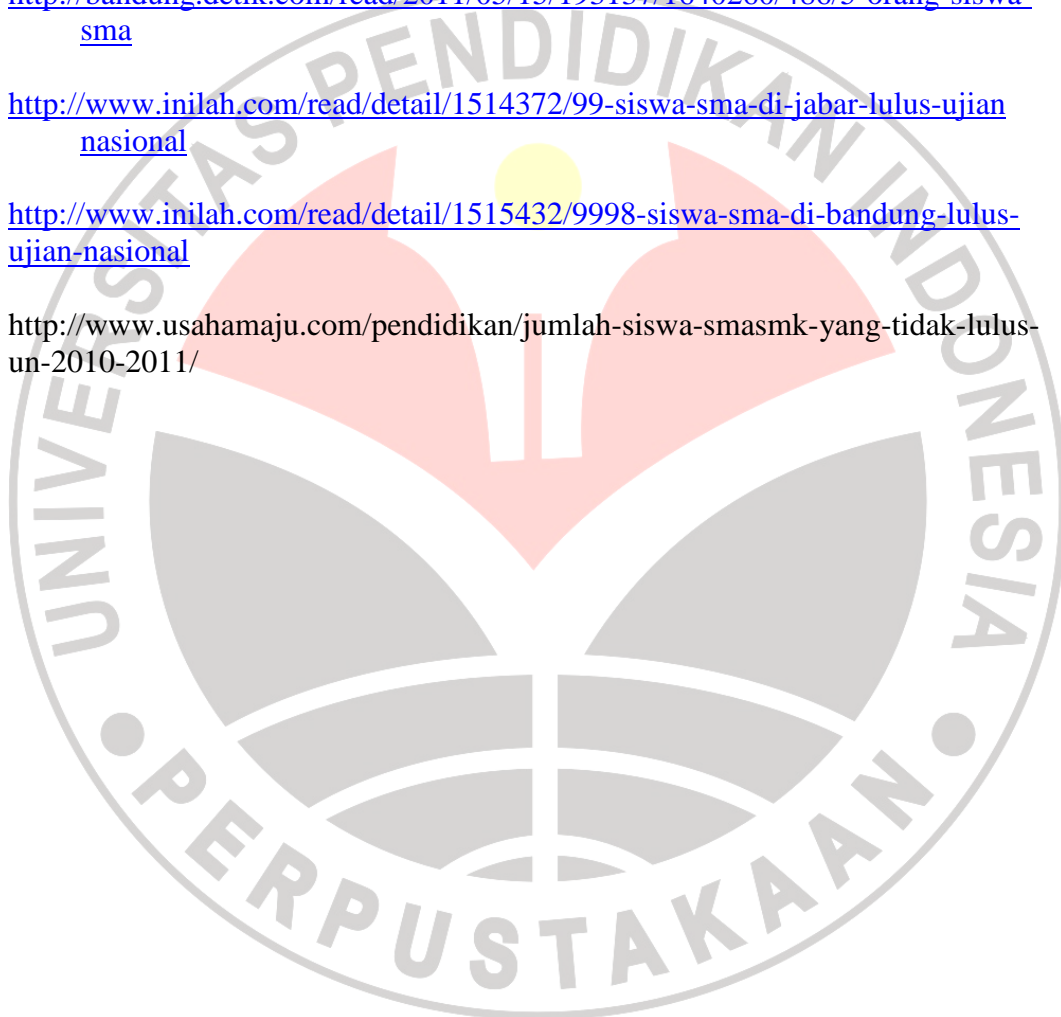 sma
http://www.inilah.com/read/detail/1514372/99-siswa-sma-di-jabar-lulus-ujian
nasional
http://www.inilah.com/read/detail/1515432/9998-siswa-sma-di-bandung-lulus-
ujian-nasional
http://www.usahamaju.com/pendidikan/jumlah-siswa-smasmk-yang-tidak-lulus-
un-2010-2011/
UNIVERSITAS PENDIDIKAN INDONESIA
PERPUSTAKAAN